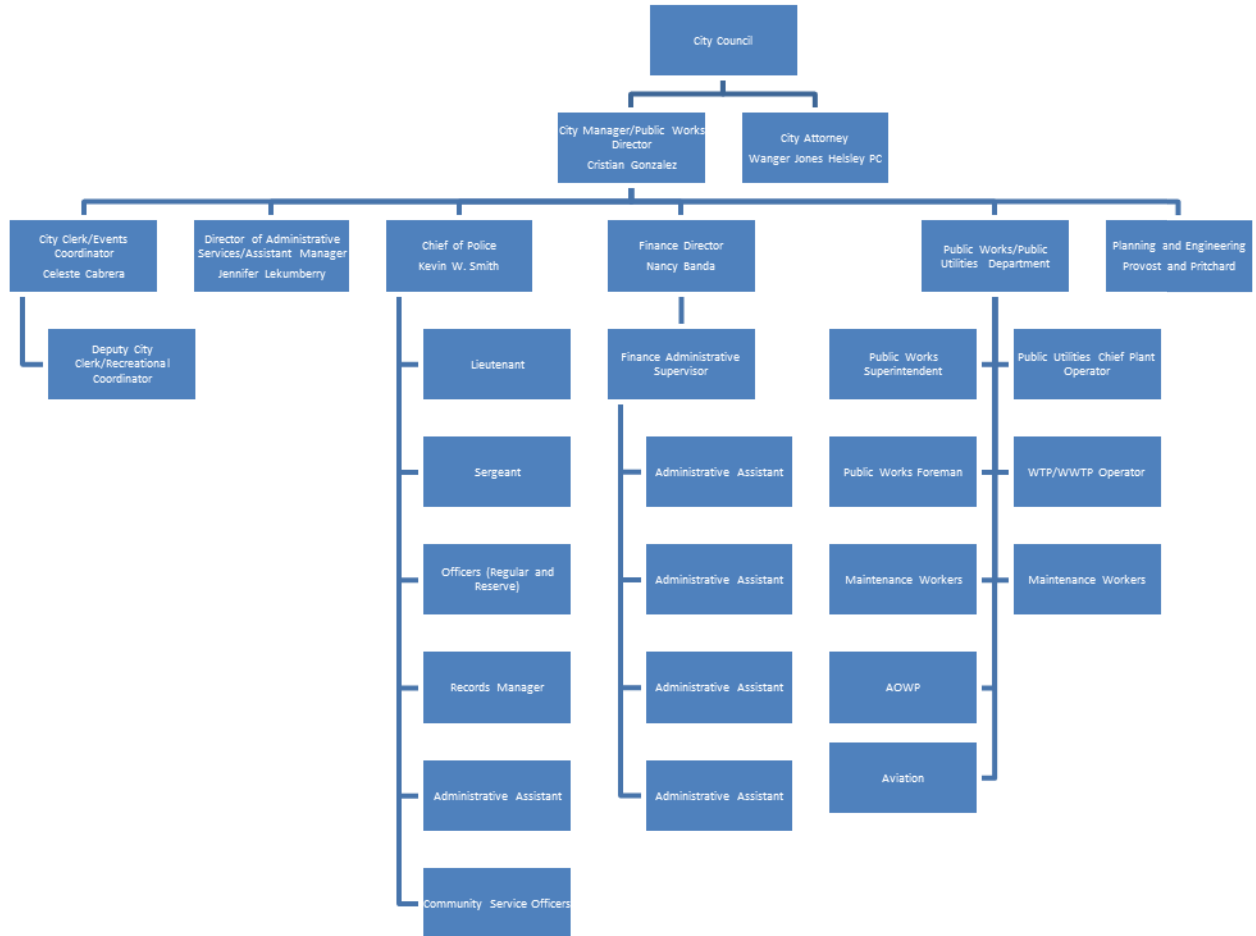 City Council
City Manager/Public Works
Director
Cristian Gonzalez
City Attorney
Wanger Jones Helsley PC
City Clerk/Events
Coordinator
Celeste Cabrera
Director of Administrative
Services/Assistant Manager
Jennifer Lekumberry
Chief of Police
Kevin W. Smith
Finance Director
Nancy Banda
Public Works/Public
Utilities Department
Planning and Engineering
Provost and Pritchard
Deputy City
Clerk/Recreational
Coordinator
Lieutenant
Sergeant
Officers (Regular and
Reserve)
Records Manager
Administrative Assistant
Community Service Officers
Finance Administrative
Supervisor
Administrative Assistant
Administrative Assistant
Administrative Assistant
Administrative Assistant
Public Works
Superintendent
Public Works Foreman
Maintenance Workers
AOWP
Aviation
Public Utilities Chief Plant
Operator
WTP/WWTP Operator
Maintenance Workers